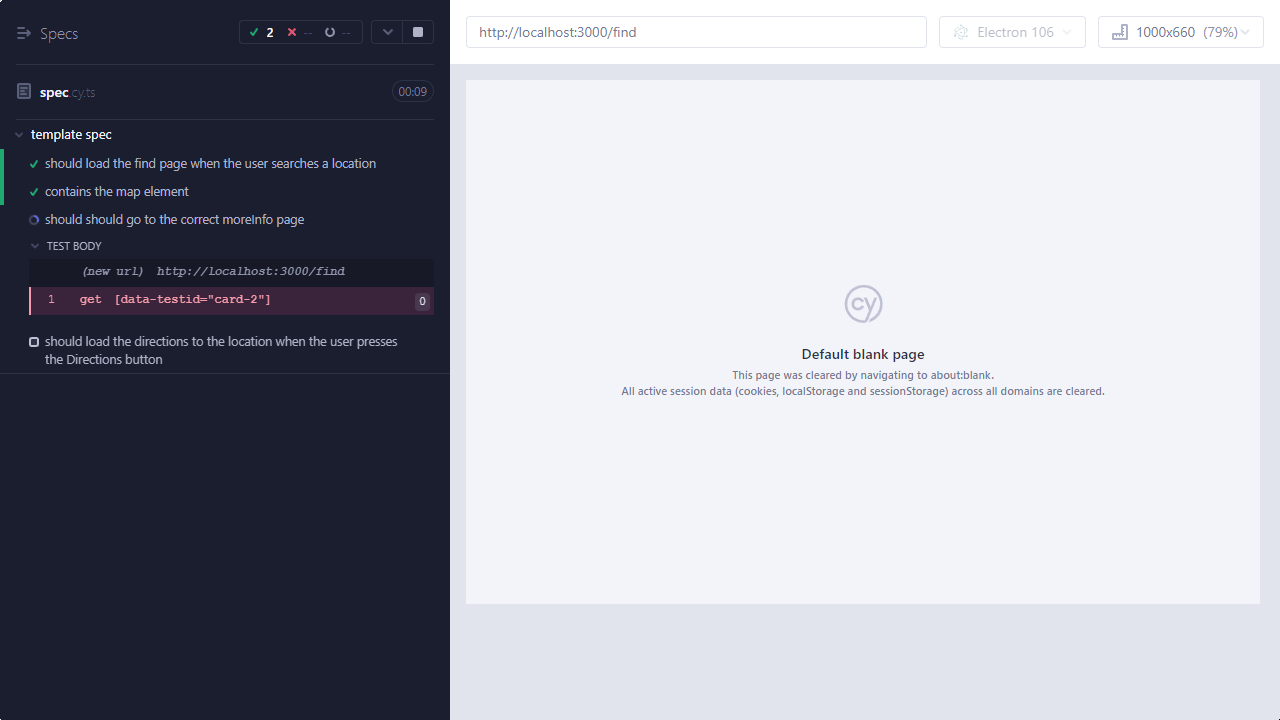 Specs
2 -- --
spec.cy.ts 00:09
template spec
should load the find page when the user searches a location
contains the map element
should should go to the correct moreInfo page
TEST BODY
(new url) http://localhost:3000/find
1 get [data-testid="card-2"] 0
should load the directions to the location when the user presses
the Directions button
http://localhost:3000/find
Electron 106
1000x660 (79%)
cy
Default blank page
This page was cleared by navigating to about:blank.
All active session data (cookies, localStorage and sessionStorage) across all domains are cleared.